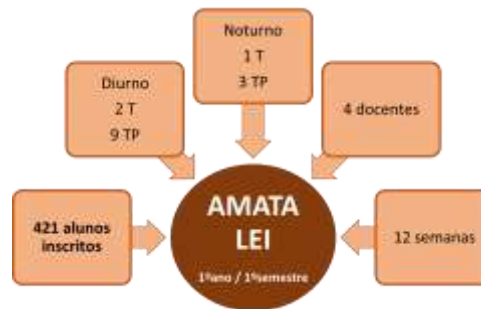 Noturno
1 T
3 TP
Diurno
2 T
9 TP
4 docentes
421 alunos
inscritos
AMATA
LEI
1ºano / 1ºsemestre
12 semanas